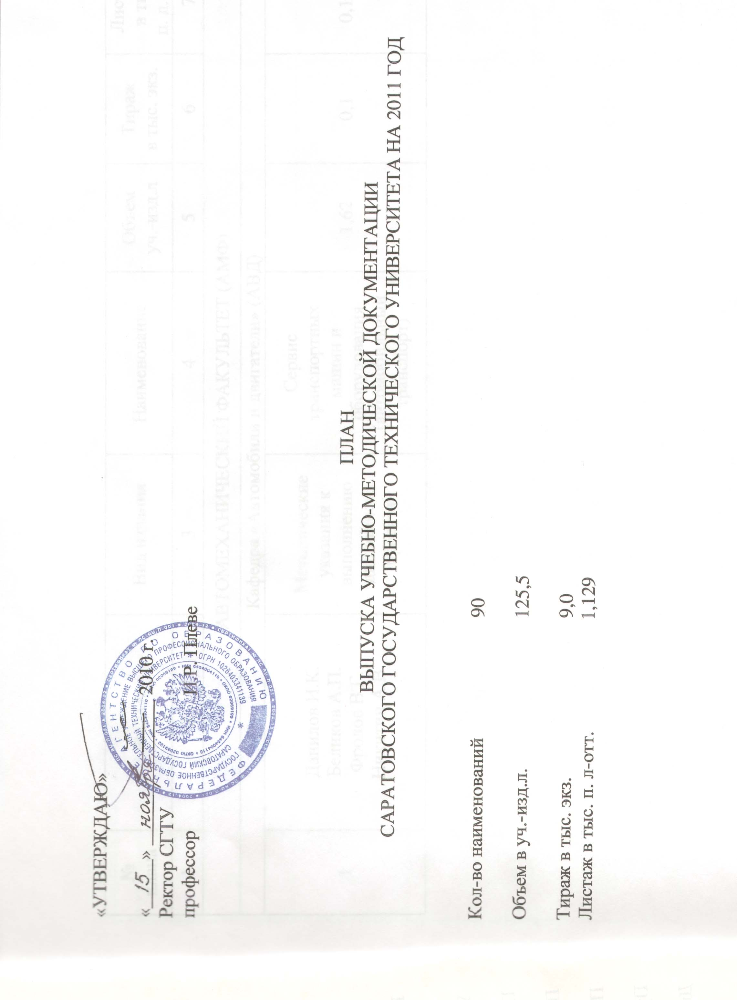 «УТВЕРЖДАЮ»
«15» ноября 2010 г.
Ректор СГТУ
профессор И.Р. Плеве
ФЕДЕРАЛЬНОЕ АГЕНТСТВО ПО ОБРАЗОВАНИЮ
ГОСУДАРСТВЕННОЕ ОБРАЗОВАТЕЛЬНОЕ УЧРЕЖДЕНИЕ ВЫСШЕГО ПРОФЕССИОНАЛЬНОГО ОБРАЗОВАНИЯ
САРАТОВСКИЙ ГОСУДАРСТВЕННЫЙ ТЕХНИЧЕСКИЙ УНИВЕРСИТЕТ * ОГРН 1026403341139 *
ИНН 6454004110 • ОКПО 02069199
ПЛАН
ВЫПУСКА УЧЕБНО-МЕТОДИЧЕСКОЙ ДОКУМЕНТАЦИИ
САРАТОВСКОГО ГОСУДАРСТВЕННОГО ТЕХНИЧЕСКОГО УНИВЕРСИТЕТА НА 2011 ГОД
Кол-во наименований 90
Объем в уч.-изд.л. 125,5
Тираж в тыс. экз. 9,0
Листаж в тыс. п. л-отт. 1,129